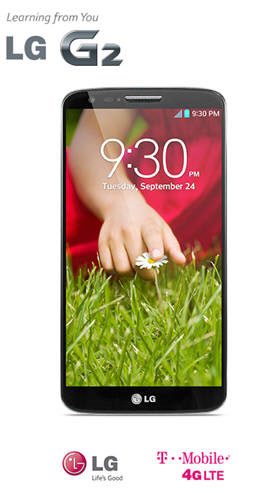 Learning from You
LG G2
9:30 PM
9:30 PM
Tuesday, September 24
LG
LG
Life's Good
T··Mobile·
4G LTE